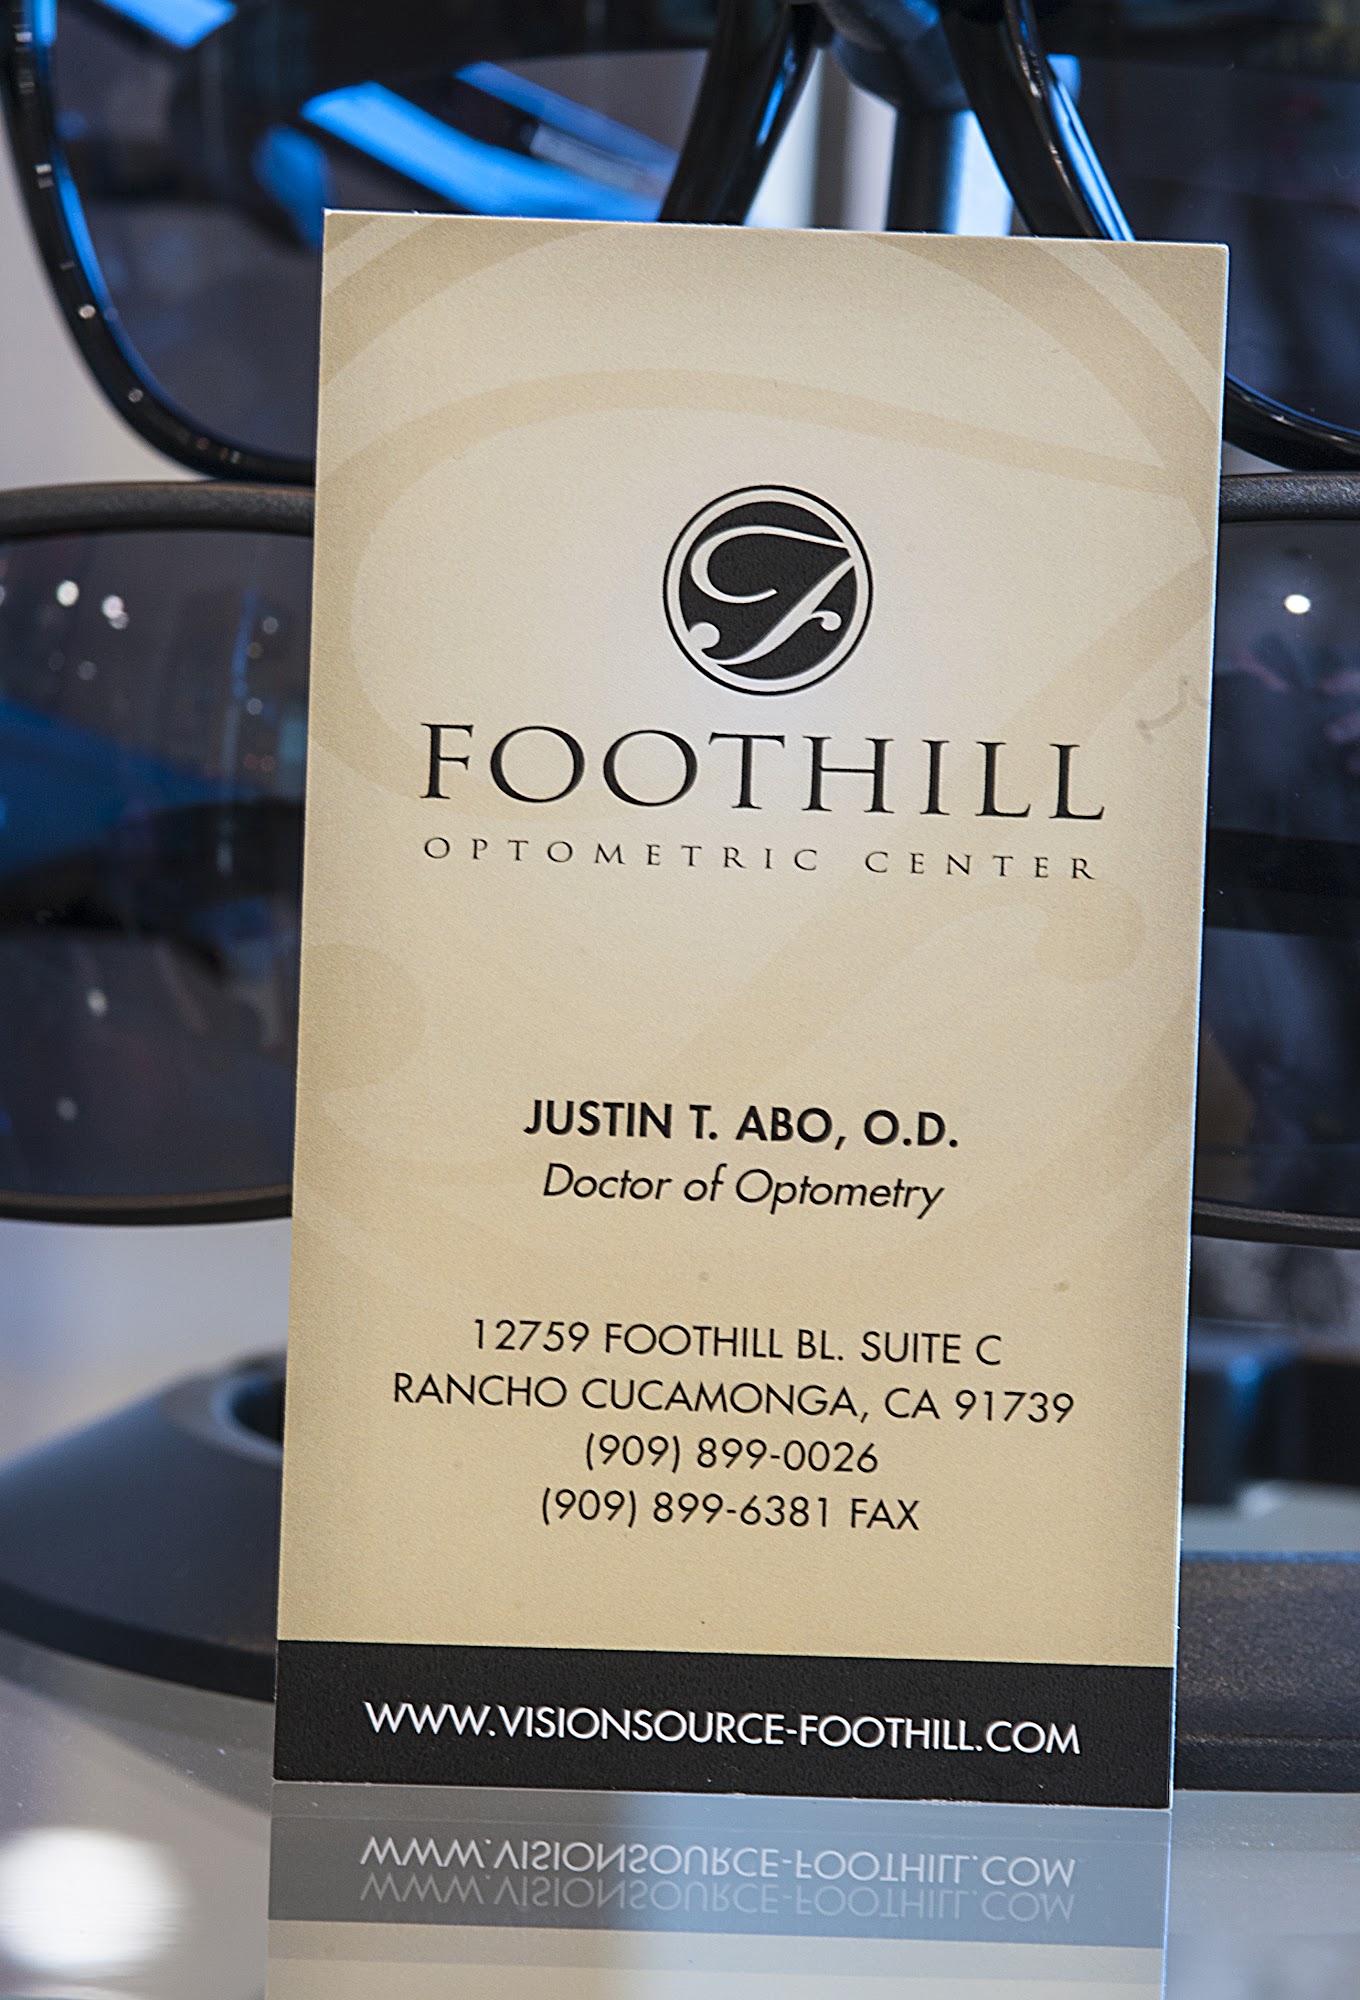 F
FOOTHILL
OPTOMETRIC CENTER
JUSTIN T. ABO, O.D.
Doctor of Optometry
12759 FOOTHILL BL. SUITE C
RANCHO CUCAMONGA, CA 91739
(909) 899-0026
(909) 899-6381 FAX
WWW.VISIONSOURCE-FOOTHILL.COM